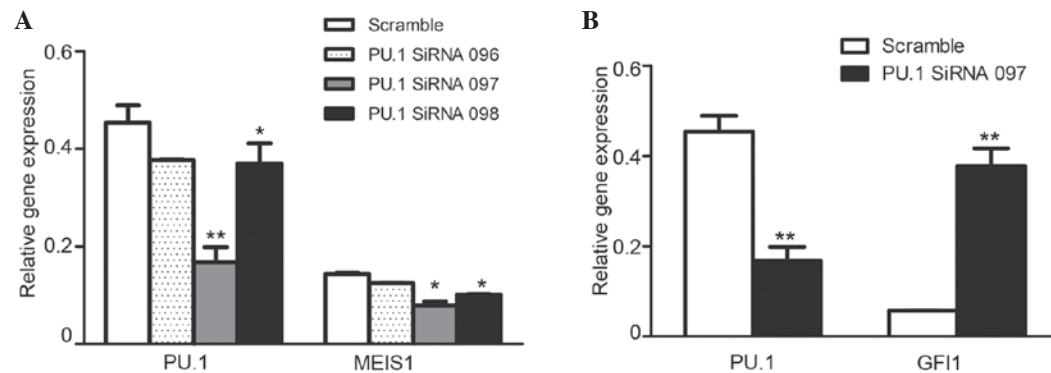 A
Scramble
PU.1 SiRNA 096
PU.1 SiRNA 097
PU.1 SiRNA 098
Relative gene expression
0.6
0.4
0.2
0
**
*
*
*
PU.1
MEIS1
B
Scramble
PU.1 SiRNA 097
Relative gene expression
0.6
0.4
0.2
0
**
**
PU.1
GFI1